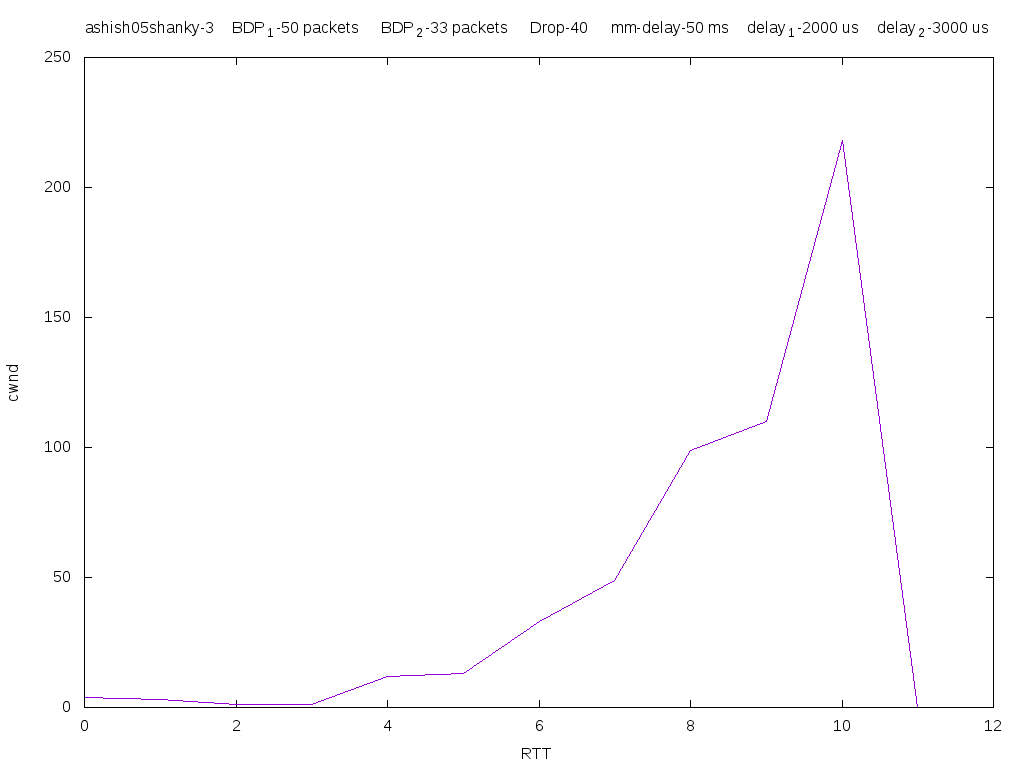 ashish05shanky-3 BDP1-50 packets BDP2-33 packets Drop-40 mm-delay-50 ms delay1-2000 us delay2-3000 us
250
200
150
100
50
0
cwnd
0 2 4 6 8 10 12
RTT